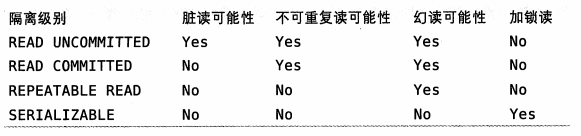 隔离级别 脏读可能性 不可重复读可能性 幻读可能性 加锁读
READ UNCOMMITTED Yes Yes Yes No
READ COMMITTED No Yes Yes No
REPEATABLE READ No No Yes No
SERIALIZABLE No No No Yes